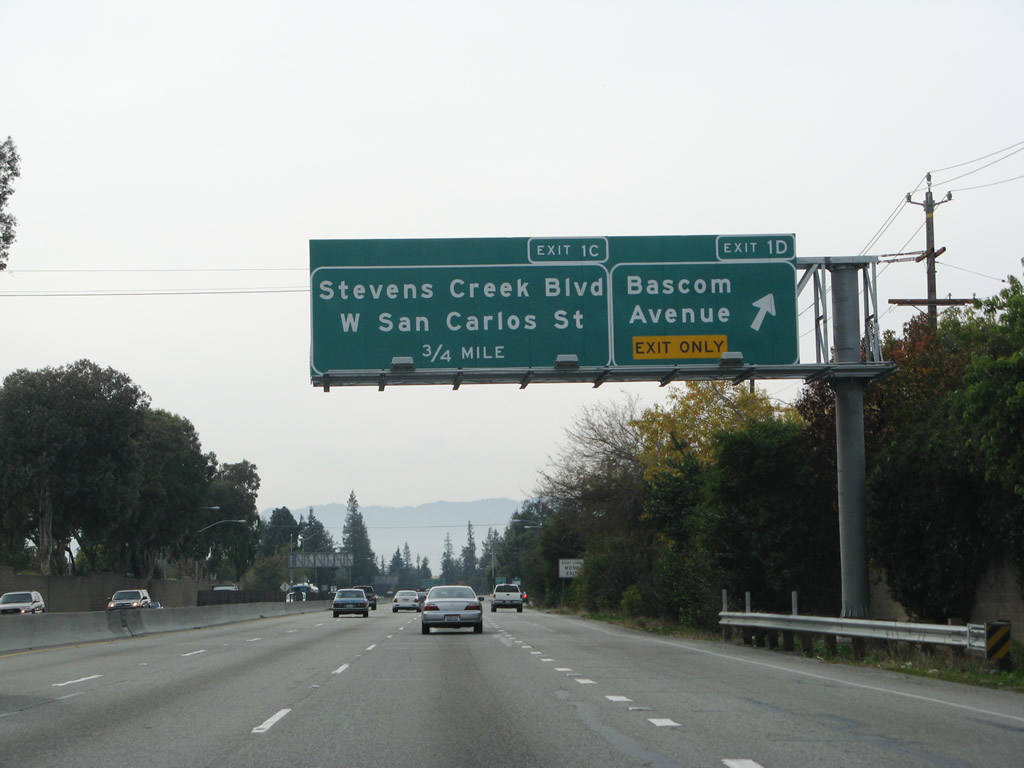 EXIT 1C
Stevens Creek Blvd
W San Carlos St
3/4 MILE
EXIT 1D
Bascom
Avenue
EXIT ONLY